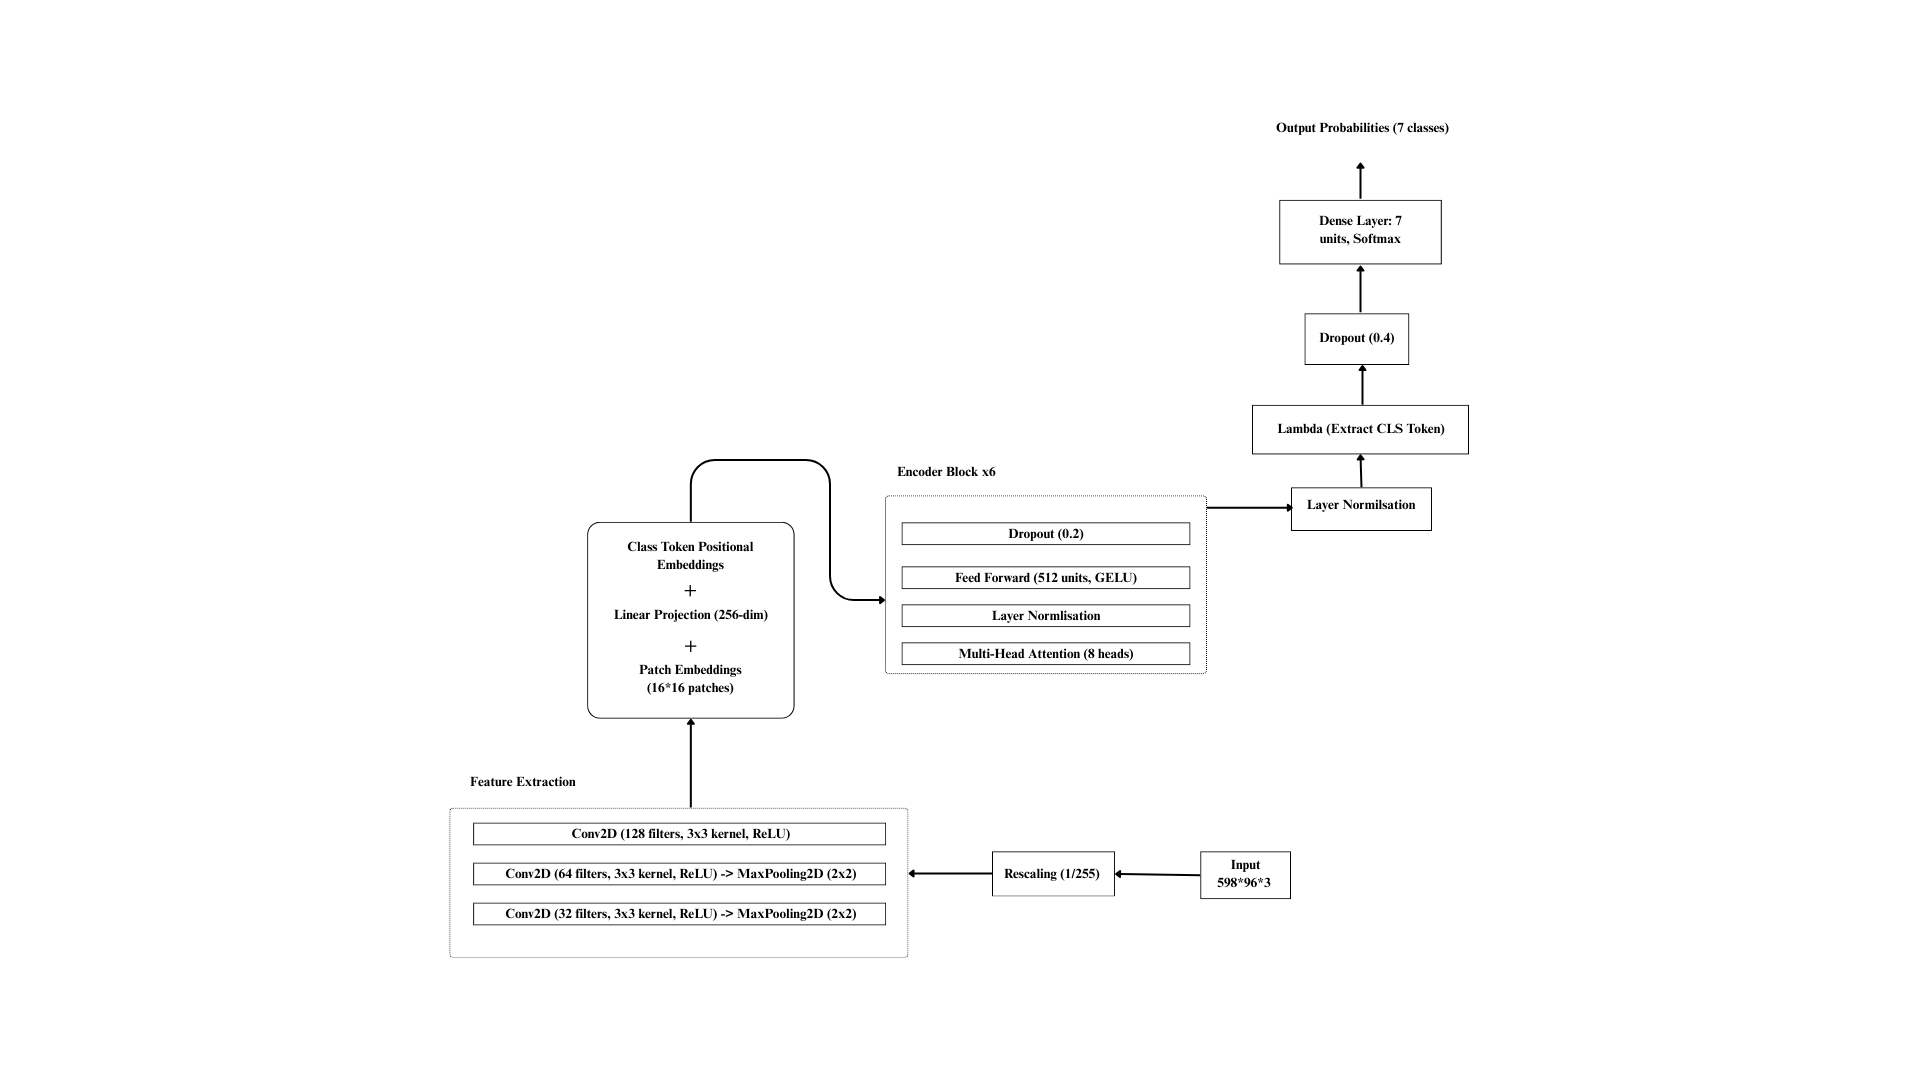 Output Probabilities (7 classes)
Dense Layer: 7
units, Softmax
Dropout (0.4)
Lambda (Extract CLS Token)
Layer Normilsation
Encoder Block x6
Dropout (0.2)
Feed Forward (512 units, GELU)
Layer Normlisation
Multi-Head Attention (8 heads)
Class Token Positional
Embeddings
+
Linear Projection (256-dim)
+
Patch Embeddings
(16*16 patches)
Feature Extraction
Conv2D (128 filters, 3x3 kernel, ReLU)
Conv2D (64 filters, 3x3 kernel, ReLU) -> MaxPooling2D (2x2)
Conv2D (32 filters, 3x3 kernel, ReLU) -> MaxPooling2D (2x2)
Rescaling (1/255)
Input
598*96*3